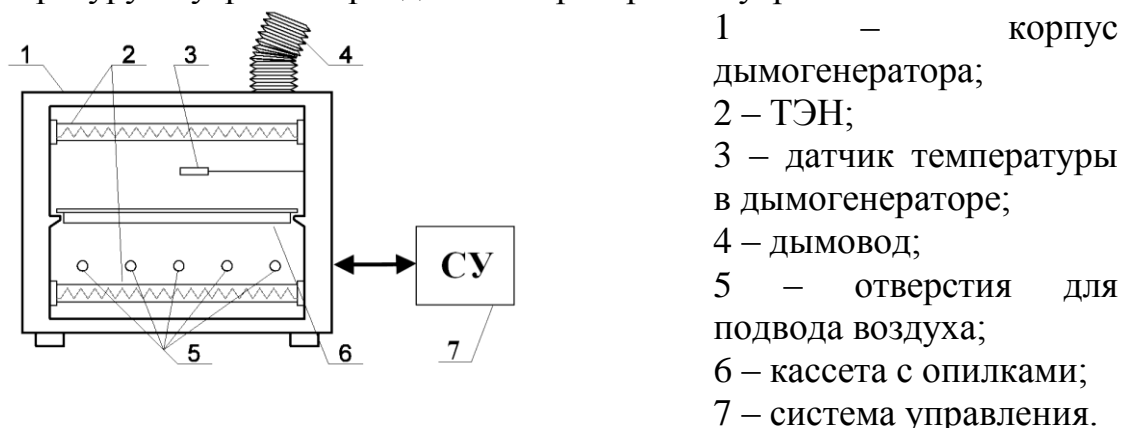 1 2 3 4
СУ
5 6 7
1 – корпус
дымогенератора;
2 – ТЭН;
3 – датчик температуры
в дымогенераторе;
4 – дымовод;
5 – отверстия для
подвода воздуха;
6 – кассета с опилками;
7 – система управления.